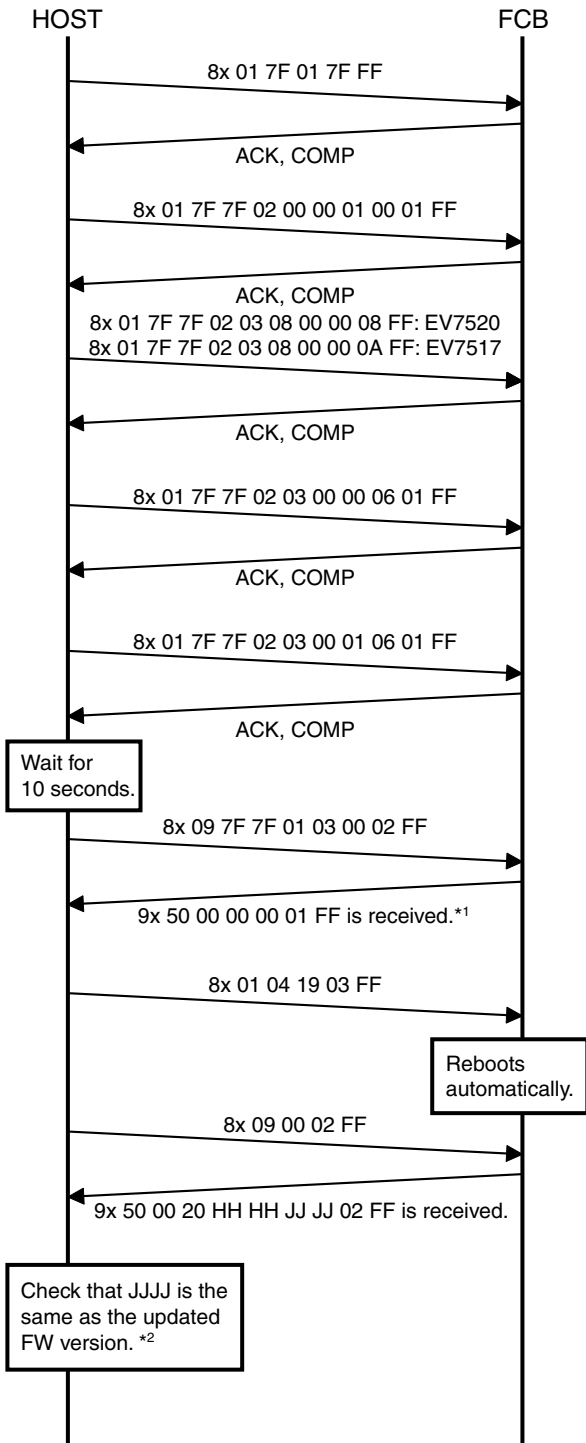 HOST FCB
8x 01 7F 01 7F FF
ACK, COMP
8x 01 7F 7F 02 00 00 01 00 01 FF
ACK, COMP
8x 01 7F 7F 02 03 08 00 00 08 FF: EV7520
8x 01 7F 7F 02 03 08 00 00 0A FF: EV7517
ACK, COMP
8x 01 7F 7F 02 03 00 00 06 01 FF
ACK, COMP
8x 01 7F 7F 02 03 00 01 06 01 FF
ACK, COMP
Wait for
10 seconds.
8x 09 7F 7F 01 03 00 02 FF
9x 50 00 00 00 01 FF is received.*1
8x 01 04 19 03 FF
Reboots
automatically.
8x 09 00 02 FF
9x 50 00 20 HH HH JJ JJ 02 FF is received.
Check that JJJJ is the
same as the updated
FW version. *2